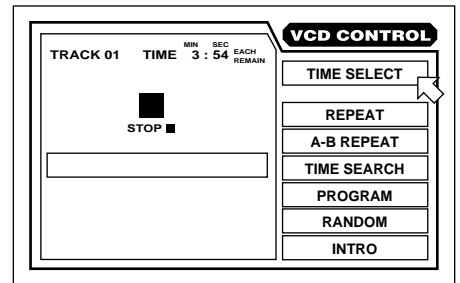 VCD CONTROL
TRACK 01 TIME MIN 3 : SEC 54 EACH REMAIN
STOP
TIME SELECT
REPEAT
A-B REPEAT
TIME SEARCH
PROGRAM
RANDOM
INTRO